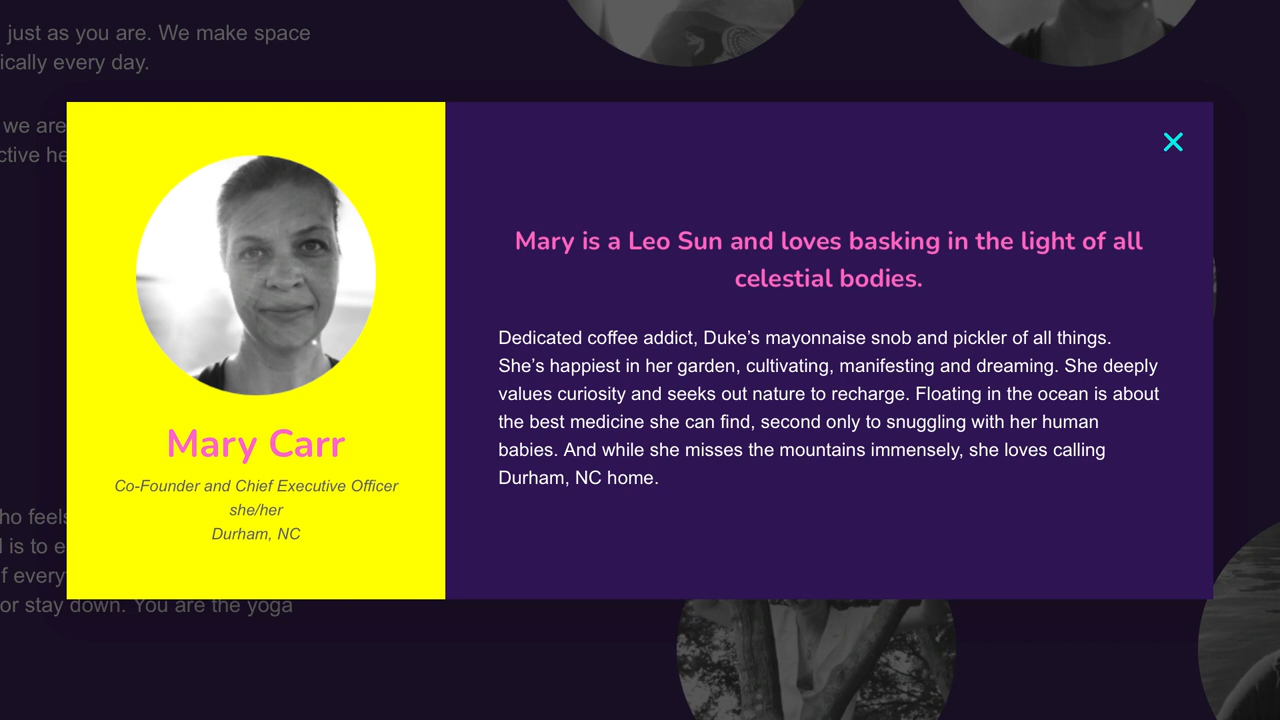 just as you are. We make space
ically every day.
we are
ctive he
Mary Carr
Co-Founder and Chief Executive Officer
she/her
Durham, NC
Mary is a Leo Sun and loves basking in the light of all
celestial bodies.
Dedicated coffee addict, Duke’s mayonnaise snob and pickler of all things.
She’s happiest in her garden, cultivating, manifesting and dreaming. She deeply
values curiosity and seeks out nature to recharge. Floating in the ocean is about
the best medicine she can find, second only to snuggling with her human
babies. And while she misses the mountains immensely, she loves calling
Durham, NC home.
ho feels
is to e
f every
or stay down. You are the yoga